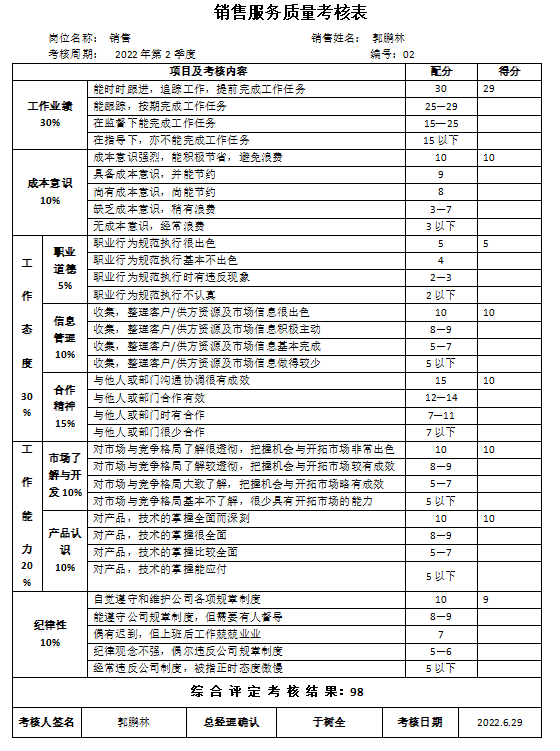 销售服务质量考核表
岗位名称： 销售 销售姓名： 郭鹏林
考核周期： 2022 年第 2 季度 编号：02
项目及考核内容 配分 得分
工作业绩
30%
能时时跟进，追踪工作，提前完成工作任务 30 29
能跟踪，按期完成工作任务 25—29
在监督下能完成工作任务 15—25
在指导下，亦不能完成工作任务 15 以下
成本意识
10%
成本意识强烈，能积极节省，避免浪费 10 10
具备成本意识，并能节约 9
尚有成本意识，尚能节约 8
缺乏成本意识，稍有浪费 3—7
无成本意识，经常浪费 3 以下
工作态度
30%
职业
道德
5%
职业行为规范执行很出色 5 5
职业行为规范执行基本不出色 4
职业行为规范执行时有违反现象 2—3
职业行为规范执行不认真 2 以下
信息
管理
10%
收集，整理客户/供方资源及市场信息很出色 10 10
收集，整理客户/供方资源及市场信息积极主动 8—9
收集，整理客户/供方资源及市场信息基本完成 5—7
收集，整理客户/供方资源及市场信息做得较少 5 以下
合作
精神
15%
与他人或部门沟通协调很有成效 15 10
与他人或部门合作有效 12—14
与他人或部门时有合作 7—11
与他人或部门很少合作 7 以下
工作能力
20%
市场了
解与开
发 10%
对市场与竞争格局了解很透彻，把握机会与开拓市场非常出色 10 10
对市场与竞争格局了解较透彻，把握机会与开拓市场较有成效 8—9
对市场与竞争格局大致了解，把握机会与开拓市场略有成效 5—7
对市场与竞争格局基本不了解，很少具有开拓市场的能力 5 以下
产品认
识
10%
对产品，技术的掌握全面而深刻 10 10
对产品，技术的掌握很全面 8—9
对产品，技术的掌握比较全面 5—7
对产品，技术的掌握能应付 5 以下
纪律性
10%
自觉遵守和维护公司各项规章制度 10 9
能遵守公司规章制度，但需要有人督导 8—9
偶有迟到，但上班后工作兢兢业业 7
纪律观念不强，偶尔违反公司规章制度 5—6
经常违反公司制度，被指正时态度傲慢 5 以下
综 合 评 定 考 核 结 果：98
考核人签名 郭鹏林 总经理确认 于树全 考核日期 2022.6.29